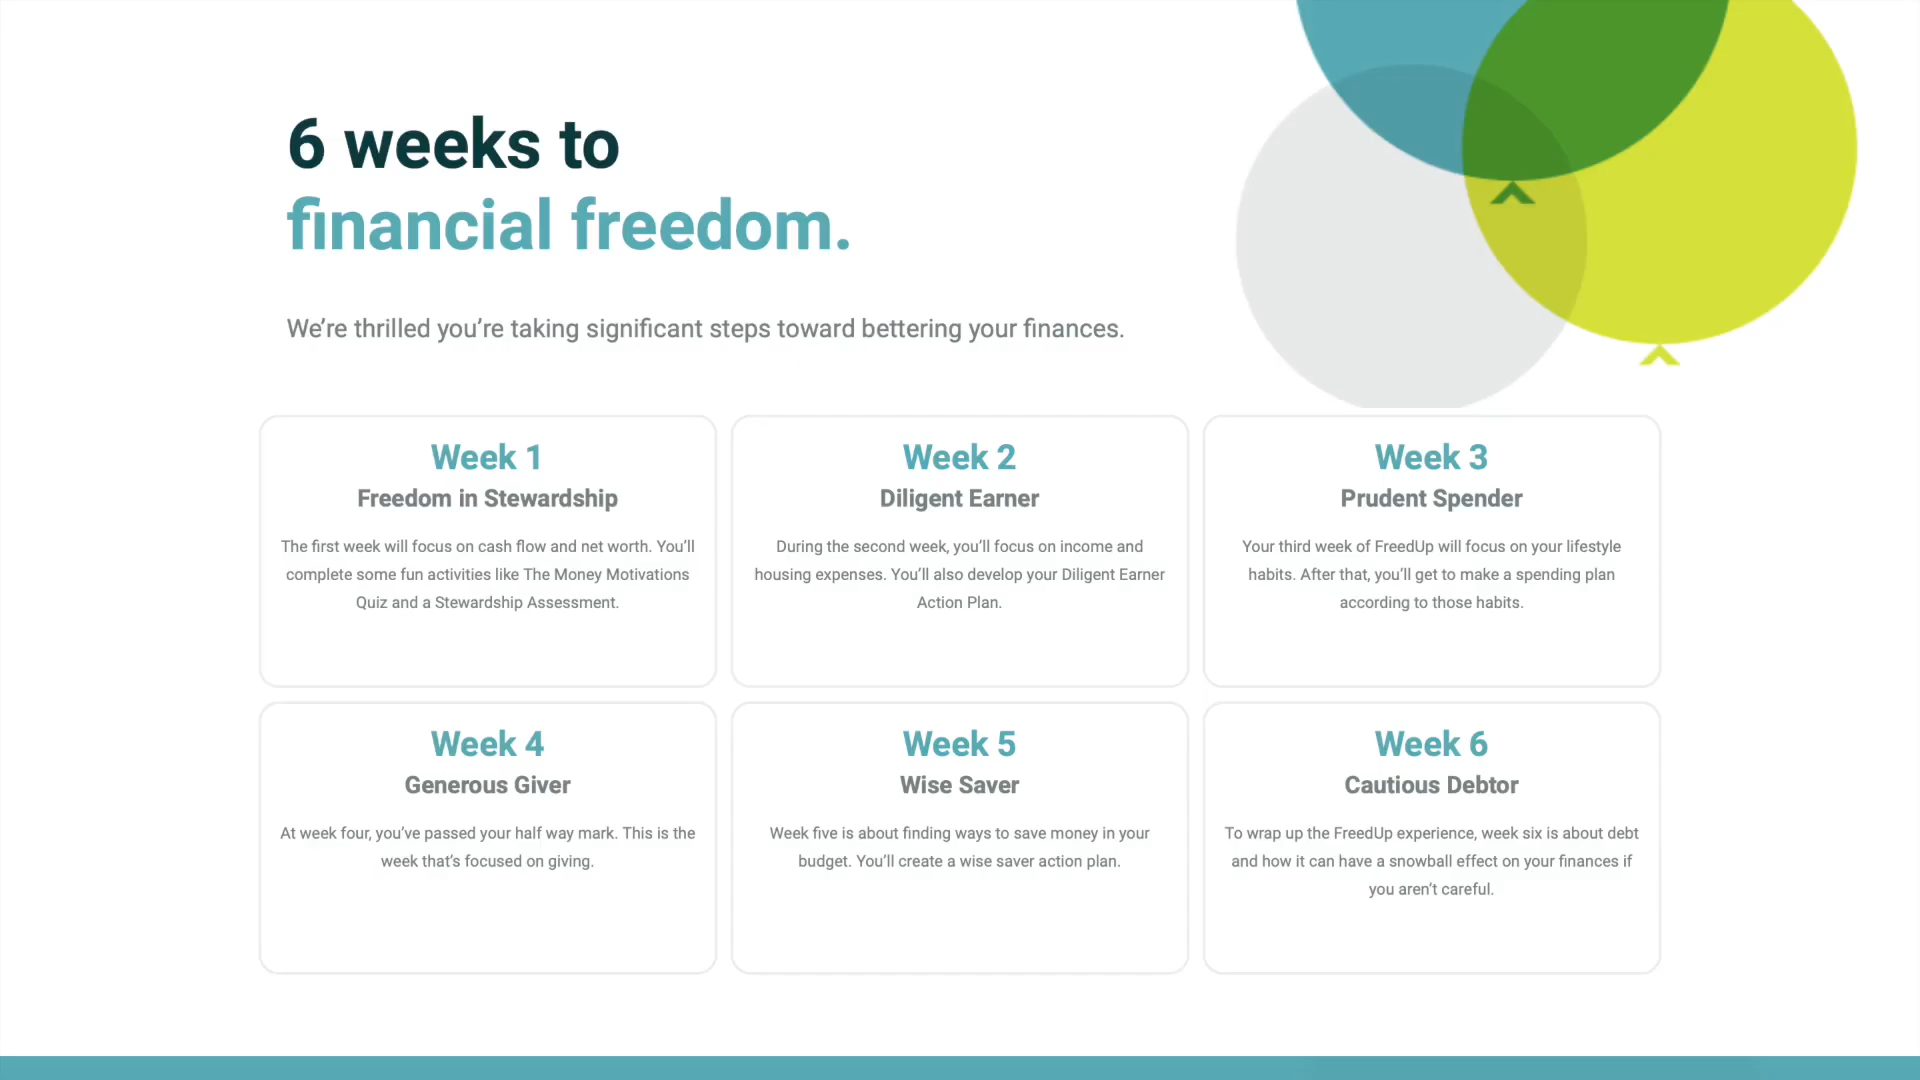 6 weeks to
financial freedom.
We’re thrilled you’re taking significant steps toward bettering your finances.
Week 1
Freedom in Stewardship
The first week will focus on cash flow and net worth. You’ll
complete some fun activities like The Money Motivations
Quiz and a Stewardship Assessment.
Week 2
Diligent Earner
During the second week, you’ll focus on income and
housing expenses. You’ll also develop your Diligent Earner
Action Plan.
Week 3
Prudent Spender
Your third week of FreedUp will focus on your lifestyle
habits. After that, you’ll get to make a spending plan
according to those habits.
Week 4
Generous Giver
At week four, you’ve passed your half way mark. This is the
week that’s focused on giving.
Week 5
Wise Saver
Week five is about finding ways to save money in your
budget. You’ll create a wise saver action plan.
Week 6
Cautious Debtor
To wrap up the FreedUp experience, week six is about debt
and how it can have a snowball effect on your finances if
you aren’t careful.